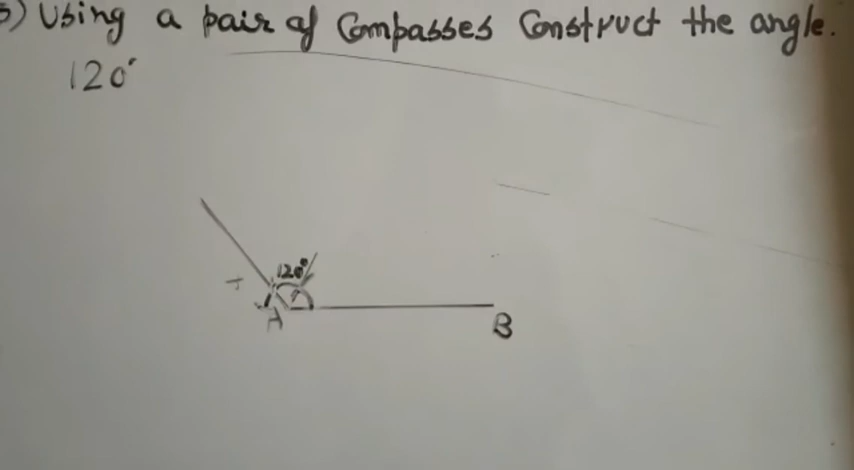 5) Using a pair of Compasses Construct the angle.
120°
120°
A
B